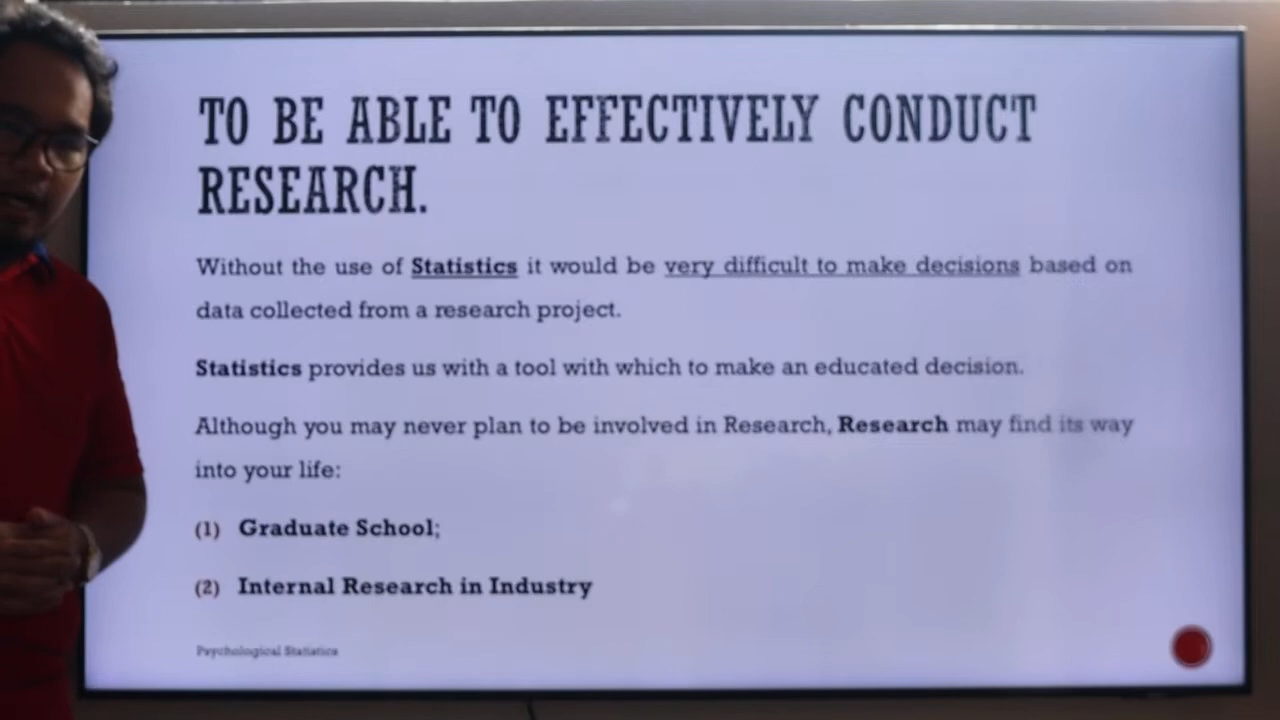 TO BE ABLE TO EFFECTIVELY CONDUCT
RESEARCH.
Without the use of Statistics it would be very difficult to make decisions based on
data collected from a research project.
Statistics provides us with a tool with which to make an educated decision.
Although you may never plan to be involved in Research, Research may find its way
into your life:
(1) Graduate School;
(2) Internal Research in Industry
Psychological Statistics